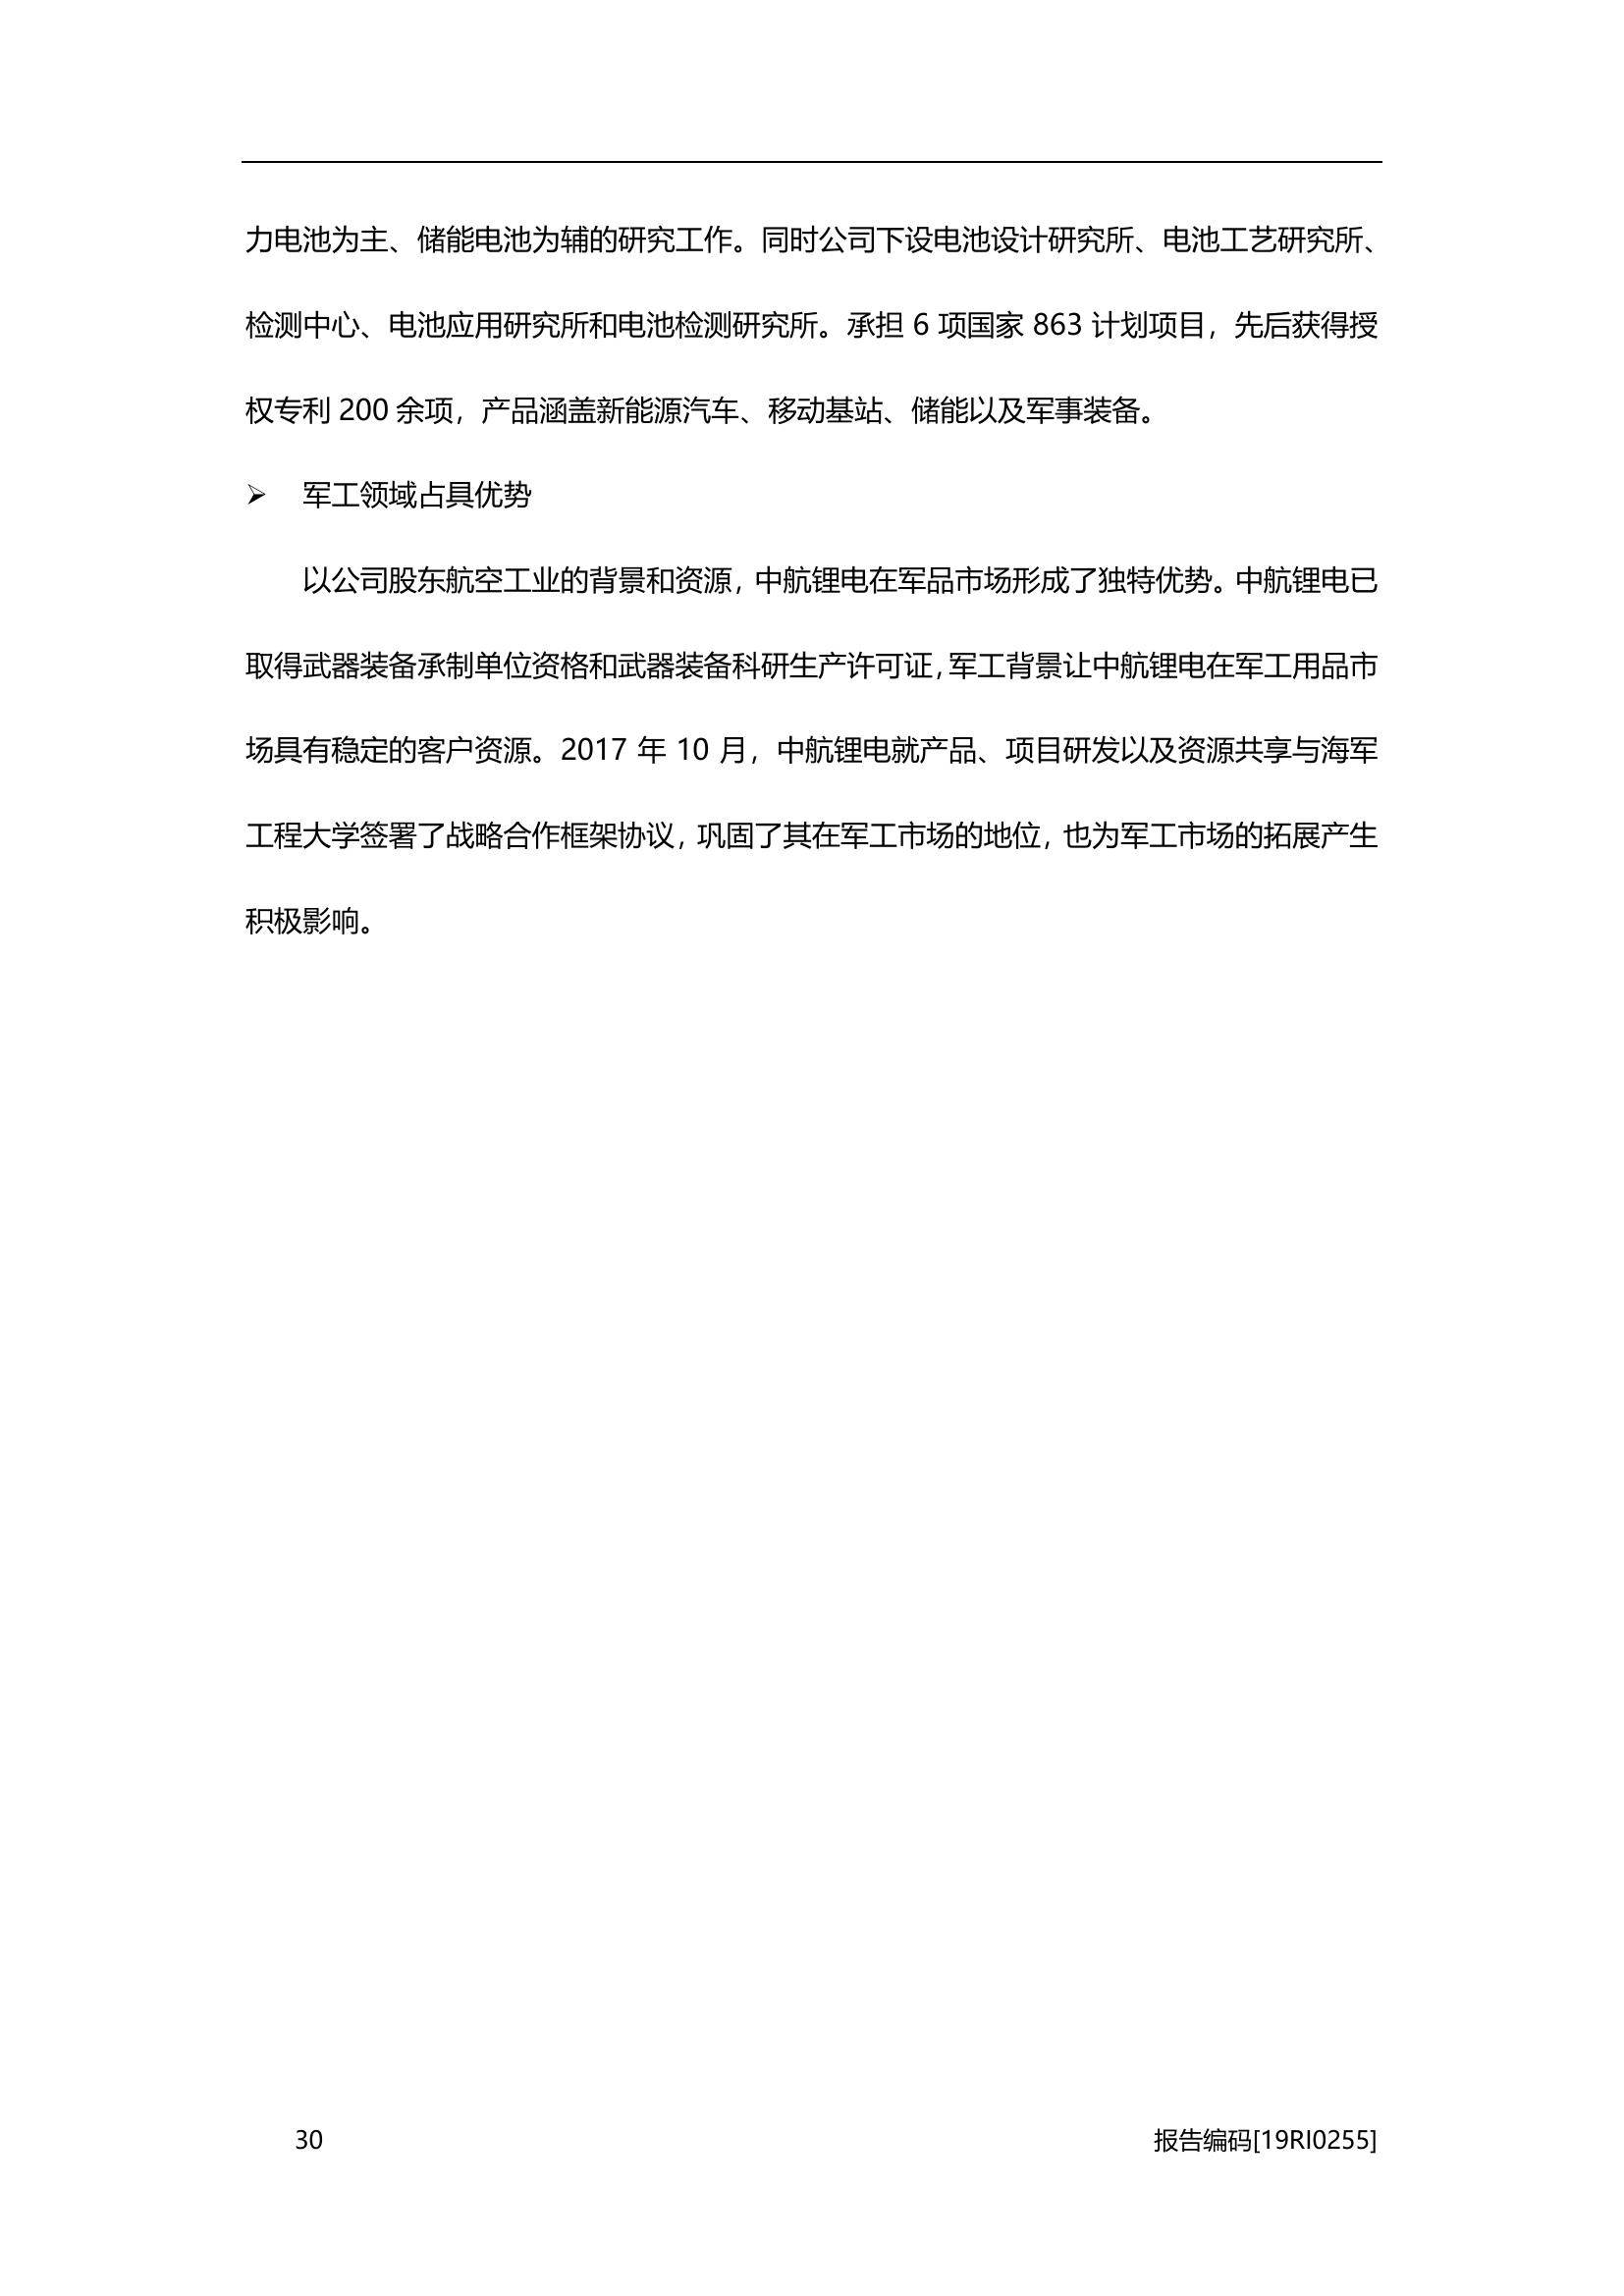 力电池为主、储能电池为辅的研究工作。同时公司下设电池设计研究所、电池工艺研究所、
检测中心、电池应用研究所和电池检测研究所。承担 6 项国家 863 计划项目，先后获得授
权专利 200 余项，产品涵盖新能源汽车、移动基站、储能以及军事装备。
➢ 军工领域占具优势
以公司股东航空工业的背景和资源，中航锂电在军品市场形成了独特优势。中航锂电已
取得武器装备承制单位资格和武器装备科研生产许可证，军工背景让中航锂电在军工用品市
场具有稳定的客户资源。2017 年 10 月，中航锂电就产品、项目研发以及资源共享与海军
工程大学签署了战略合作框架协议，巩固了其在军工市场的地位，也为军工市场的拓展产生
积极影响。
30 报告编码[19RI0255]